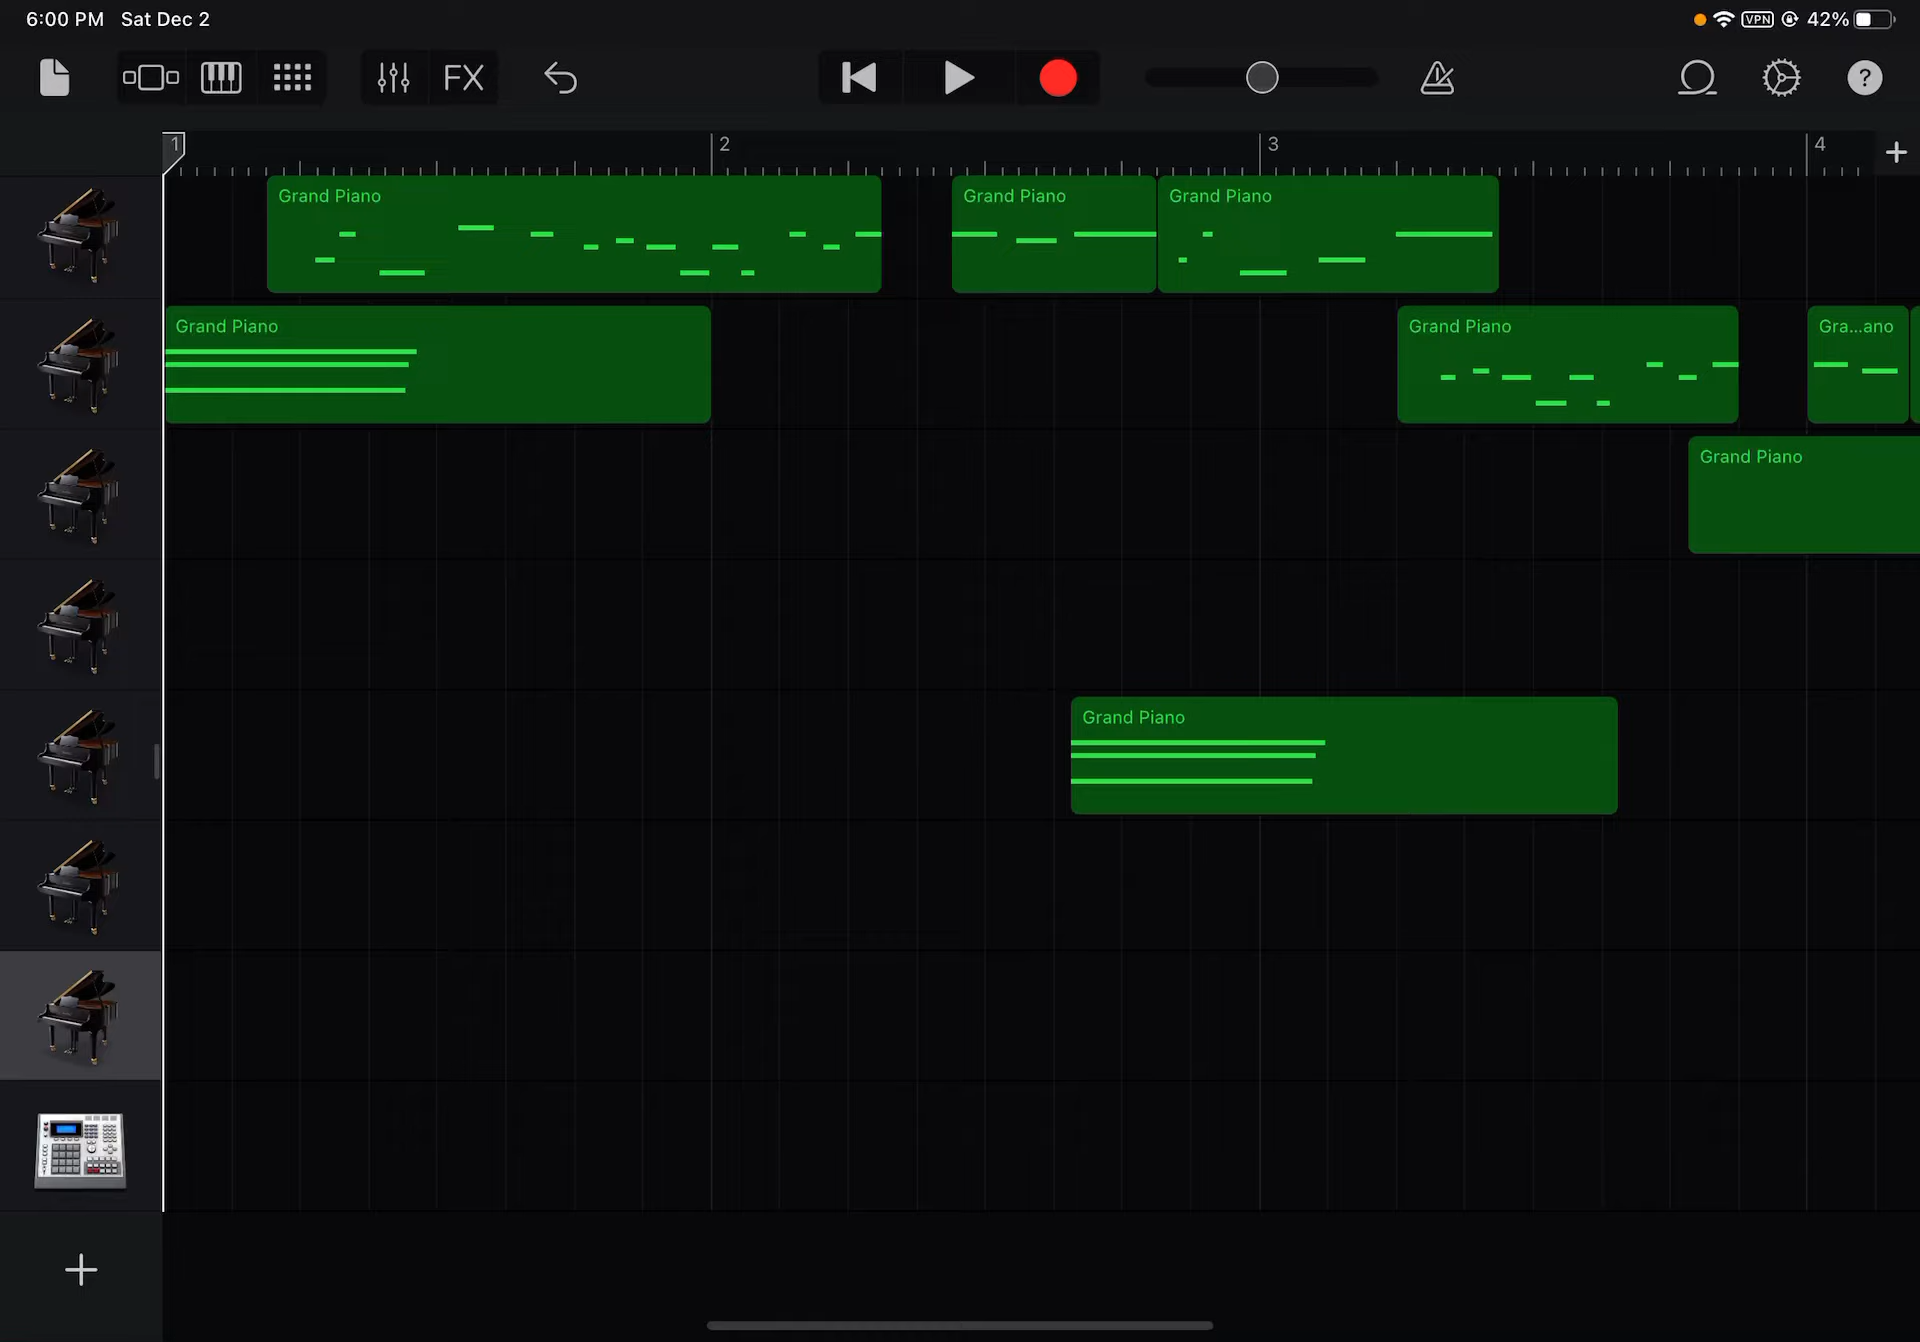 6:00 PM Sat Dec 2
VPN 42%
FX
?
1 2 3 4
Grand Piano Grand Piano Grand Piano
Grand Piano Grand Piano Gra...ano
Grand Piano
Grand Piano